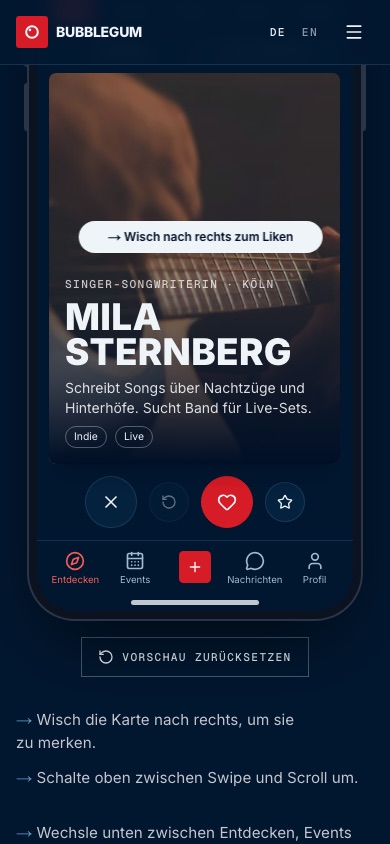 BUBBLEGUM
DE EN
→ Wisch nach rechts zum Liken
SINGER-SONGWRITERIN · KÖLN
MILA
STERNBERG
Schreibt Songs über Nachtzüge und
Hinterhöfe. Sucht Band für Live-Sets.
Indie Live
Entdecken Events Nachrichten Profil
VORSCHAU ZURÜCKSETZEN
→ Wisch die Karte nach rechts, um sie
zu merken.
→ Schalte oben zwischen Swipe und Scroll um.
→ Wechsle unten zwischen Entdecken, Events